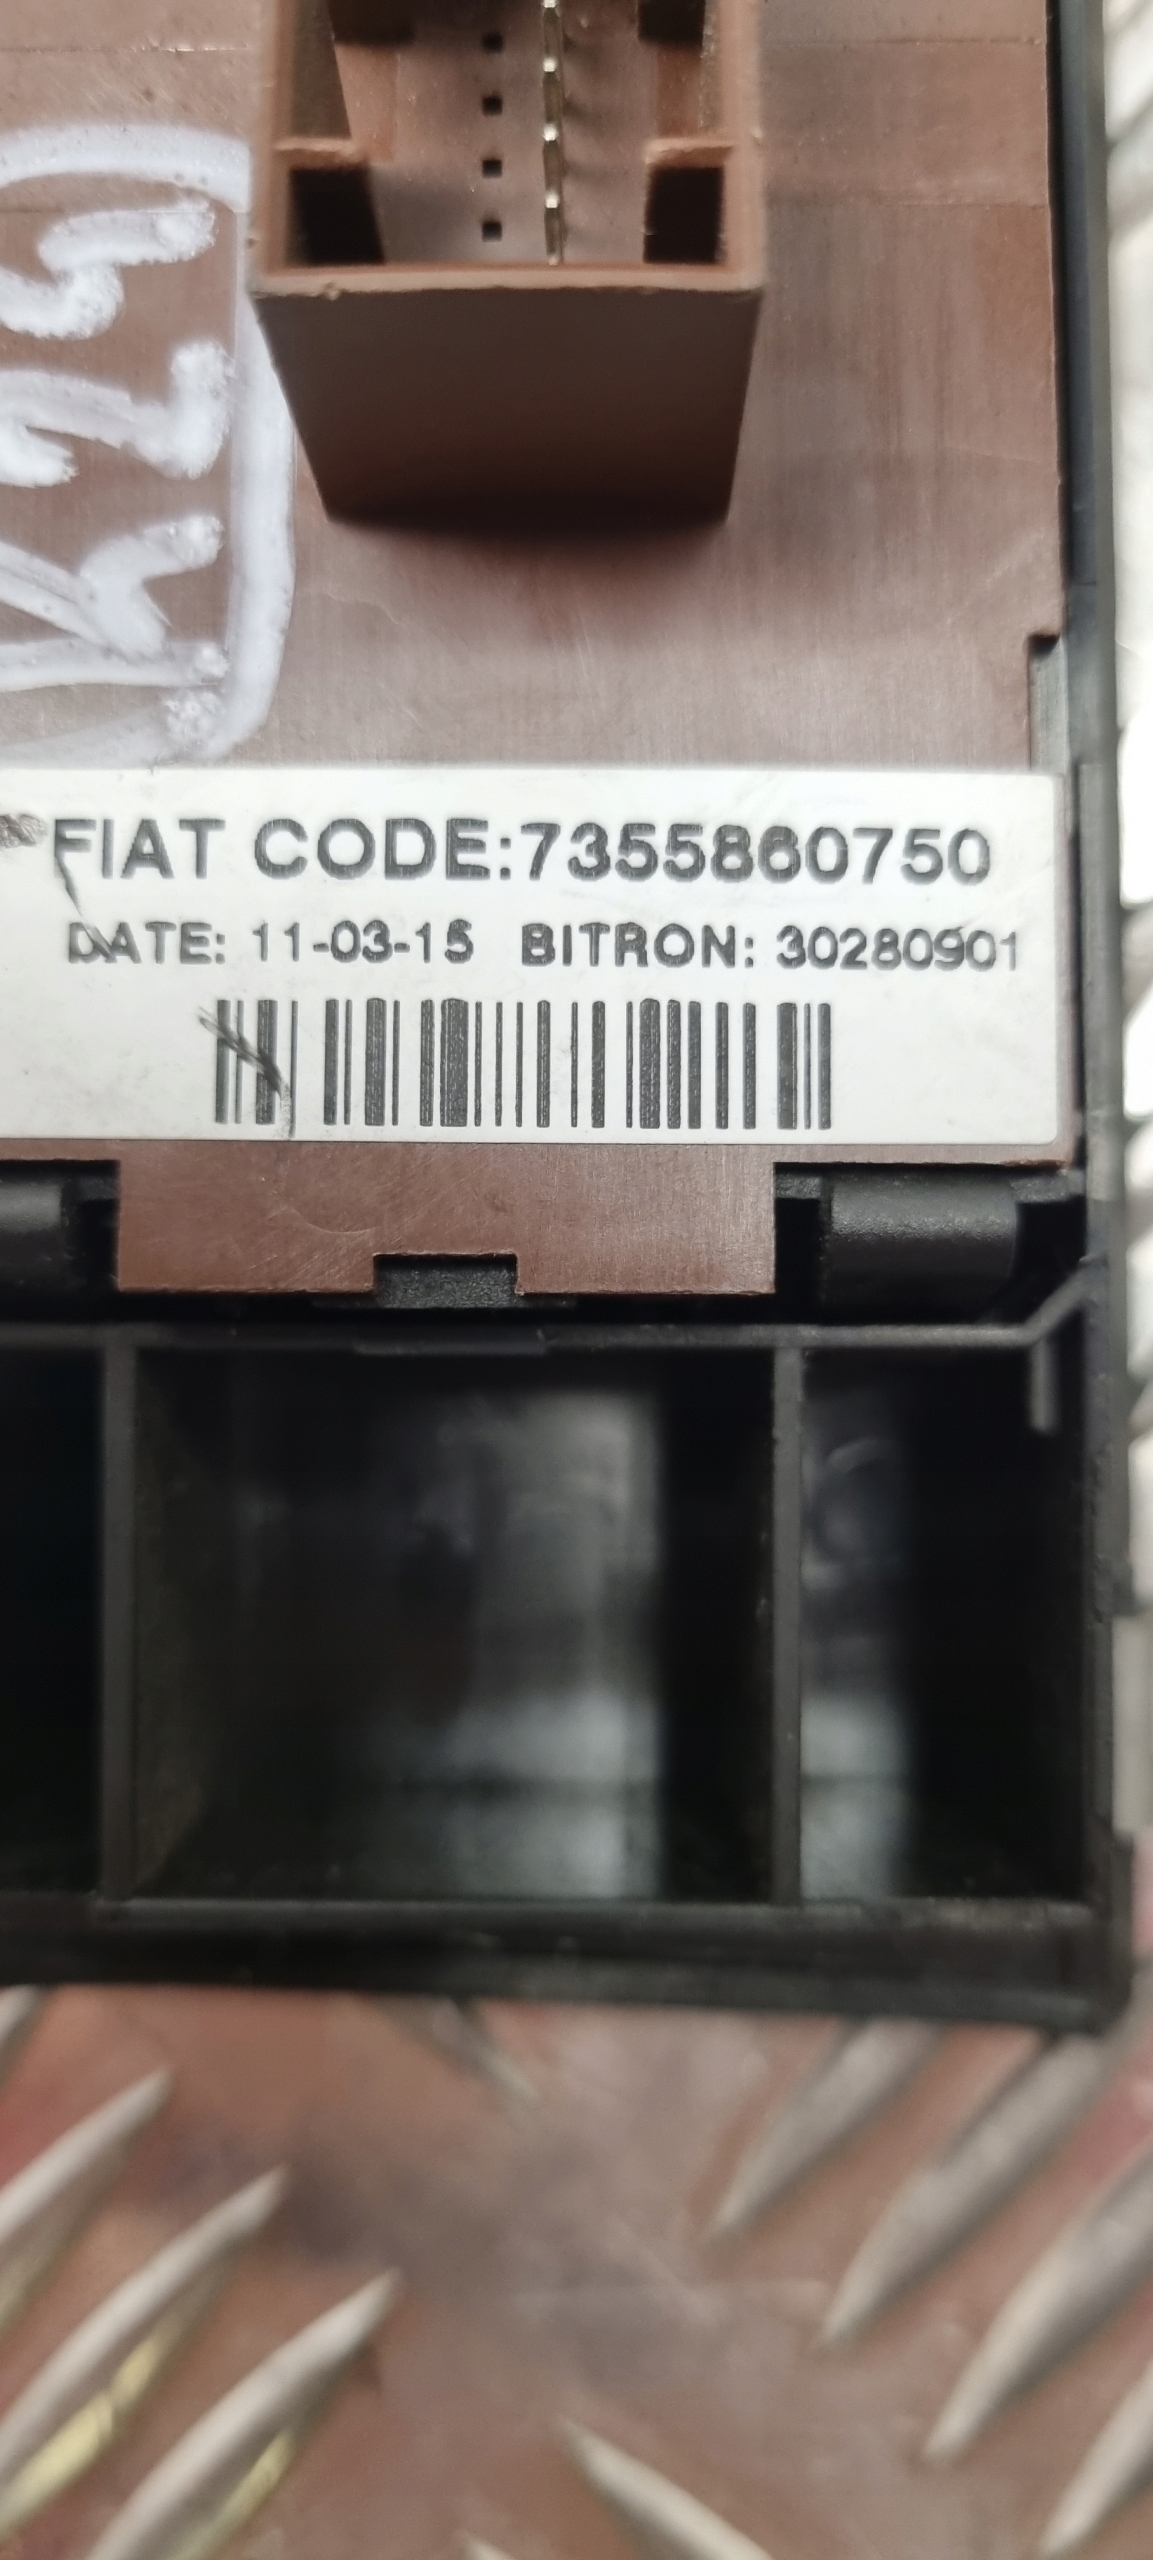 FIAT CODE:7355860750
DATE: 11-03-15 BITRON: 30280901